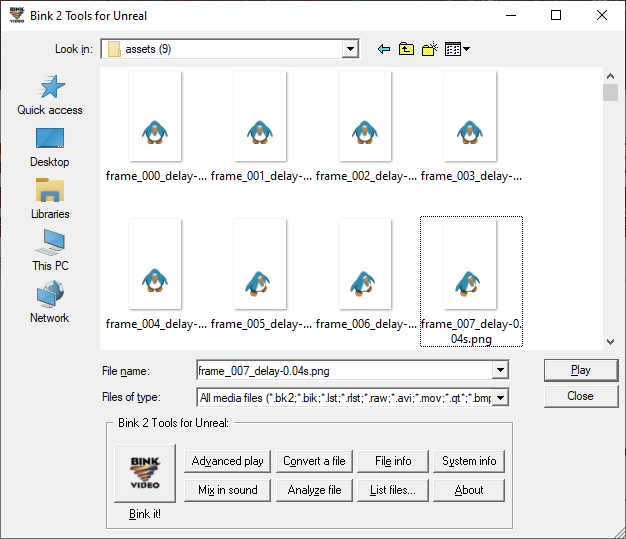 BINK
VIDEO
Bink 2 Tools for Unreal
Look in:
assets (9)
Quick access
Desktop
Libraries
This PC
Network
frame_000_delay-...
frame_001_delay-...
frame_002_delay-...
frame_003_delay-...
frame_004_delay-...
frame_005_delay-...
frame_006_delay-...
frame_007_delay-0.
04s.png
File name:
frame_007_delay-0.04s.png
Play
Files of type:
All media files (*.bk2;*.bik;*.lst;*.rlst;*.raw;*.avi;*.mov;*.qt*;*.bmp
Close
Bink 2 Tools for Unreal:
BINK
VIDEO
Bink it!
Advanced play
Convert a file
File info
System info
Mix in sound
Analyze file
List files...
About